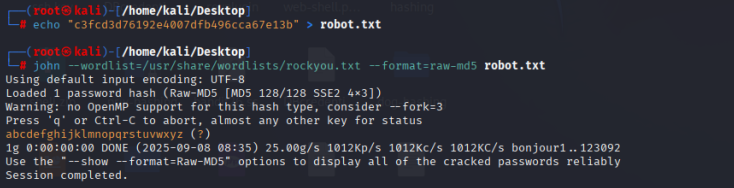 (root㉿kali)-[/home/kali/Desktop]
# echo "c3fcd3d76192e4007dfb496cca67e13b" > robot.txt
(root㉿kali)-[/home/kali/Desktop]
# john --wordlist=/usr/share/wordlists/rockyou.txt --format=raw-md5 robot.txt
Using default input encoding: UTF-8
Loaded 1 password hash (Raw-MD5 [MD5 128/128 SSE2 4×3])
Warning: no OpenMP support for this hash type, consider --fork=3
Press 'q' or Ctrl-C to abort, almost any other key for status
abcdefghijklmnopqrstuvwxyz (?)
1g 0:00:00:00 DONE (2025-09-08 08:35) 25.00g/s 1012Kp/s 1012Kc/s 1012KC/s bonjour1..123092
Use the "--show --format=Raw-MD5" options to display all of the cracked passwords reliably
Session completed.